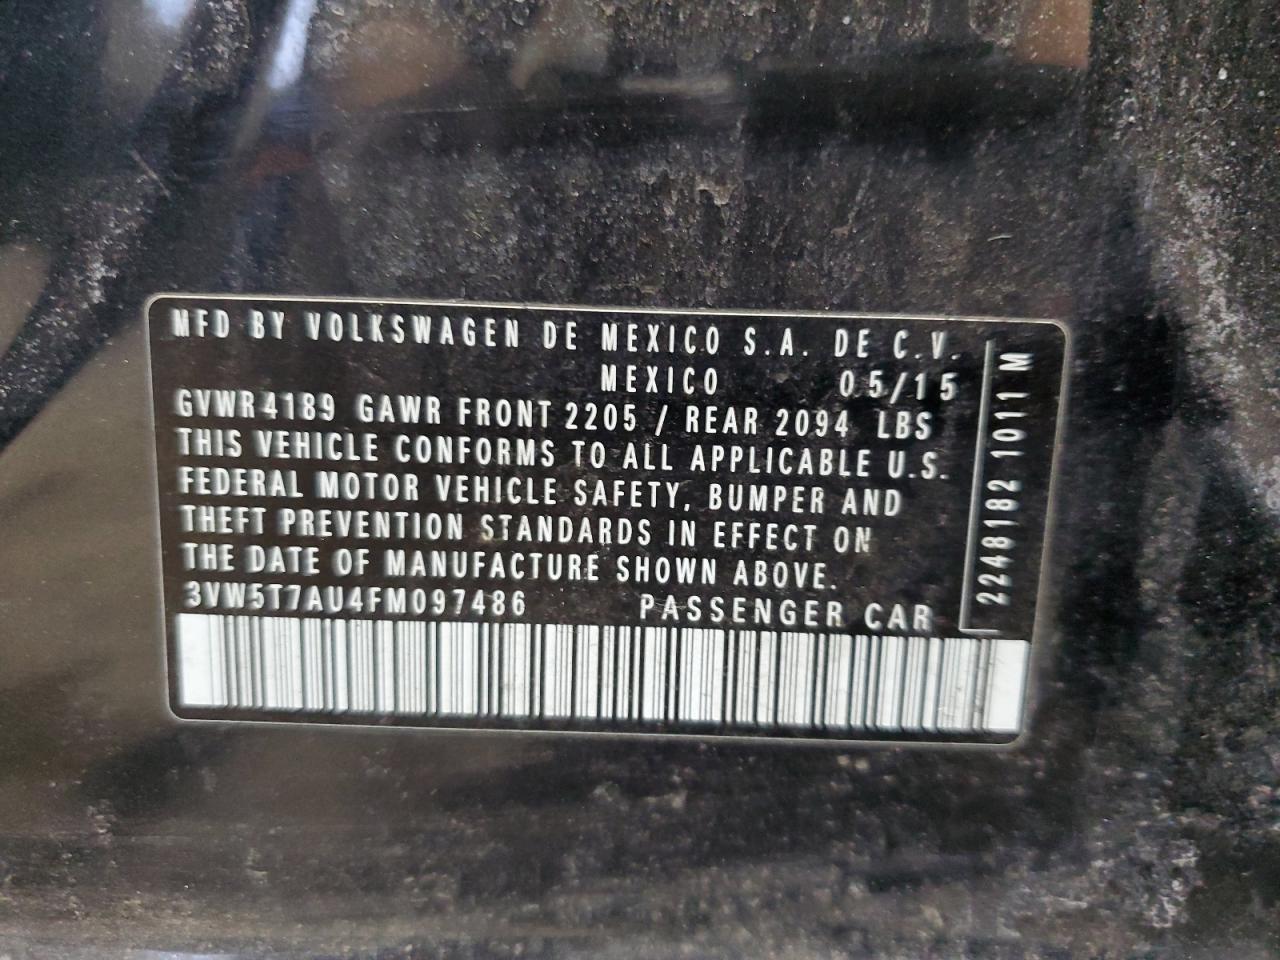 MFD BY VOLKSWAGEN DE MEXICO S.A. DE C.V.
MEXICO 05/15
GVWR 4189 GAWR FRONT 2205 / REAR 2094 LBS
THIS VEHICLE CONFORMS TO ALL APPLICABLE U.S.
FEDERAL MOTOR VEHICLE SAFETY, BUMPER AND
THEFT PREVENTION STANDARDS IN EFFECT ON
THE DATE OF MANUFACTURE SHOWN ABOVE.
3VW5T7AU4FM097486 PASSENGER CAR
2248182 1011 M